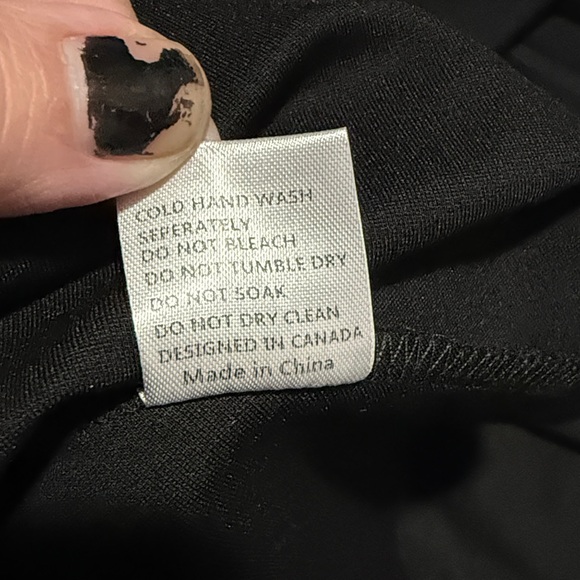 COLD HAND WASH
SEPERATELY
DO NOT BLEACH
DO NOT TUMBLE DRY
DO NOT SOAK
DO NOT DRY CLEAN
DESIGNED IN CANADA
Made in China